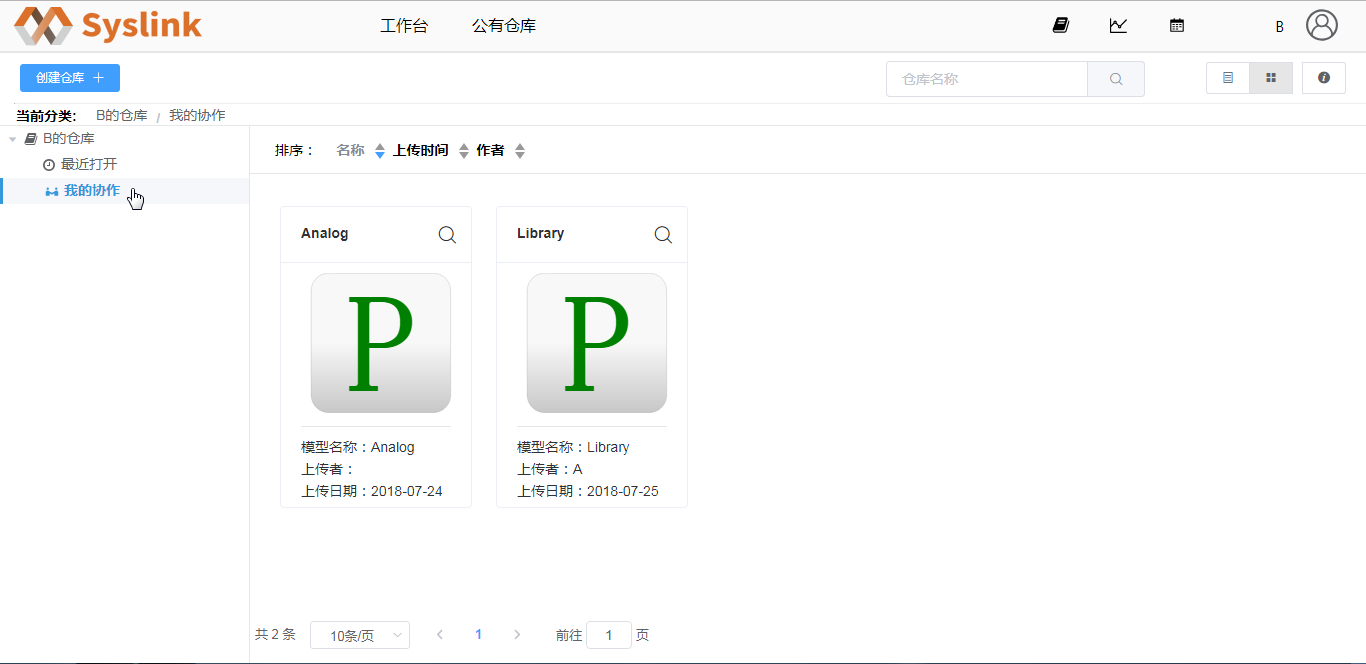 Syslink 工作台 公有仓库 B
创建仓库 仓库名称
当前分类: B的仓库 / 我的协作
B的仓库
最近打开
我的协作
排序： 名称 上传时间 作者
Analog
P
模型名称：Analog
上传者：
上传日期：2018-07-24
Library
P
模型名称：Library
上传者：A
上传日期：2018-07-25
共 2 条 10条/页 1 前往 1 页